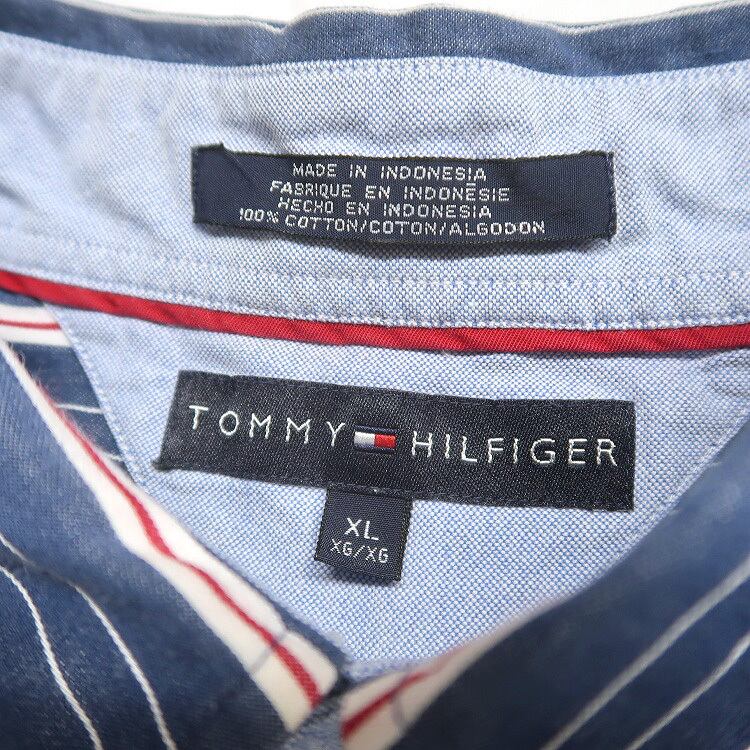 MADE IN INDONESIA
FABRIQUE EN INDONÉSIE
HECHO EN INDONESIA
100% COTTON/COTON/ALGODON
TOMMY HILFIGER
XL
XG/XG